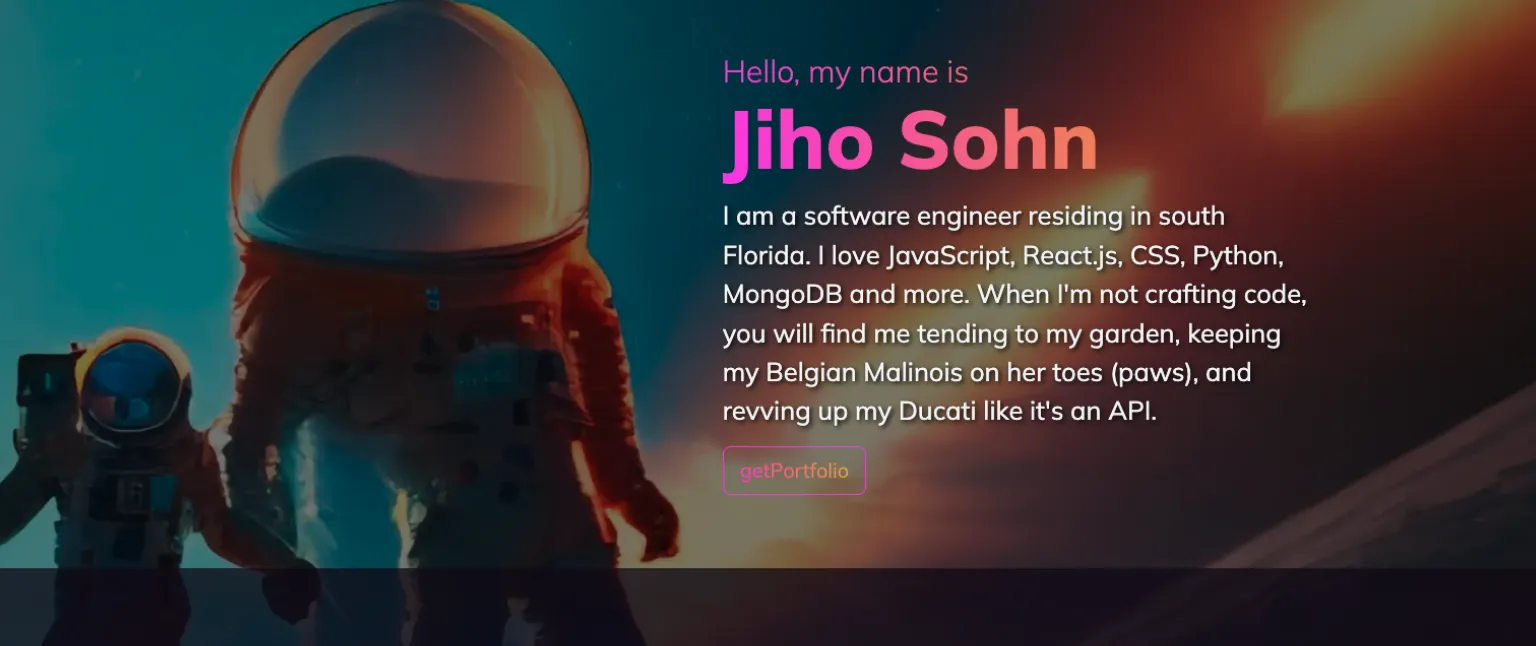 Hello, my name is
Jiho Sohn
I am a software engineer residing in south
Florida. I love JavaScript, React.js, CSS, Python,
MongoDB and more. When I'm not crafting code,
you will find me tending to my garden, keeping
my Belgian Malinois on her toes (paws), and
revving up my Ducati like it's an API.
getPortfolio